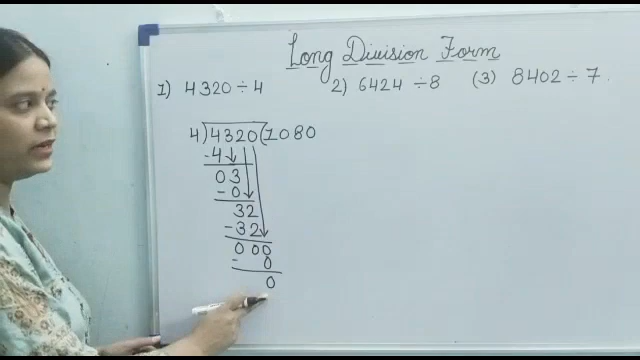 Long Division Form
1) 4320 ÷ 4 2) 6424 ÷ 8 (3) 8402 ÷ 7.
4) 4320 (1080
-4
03
-0
32
-32
000
- 0
0